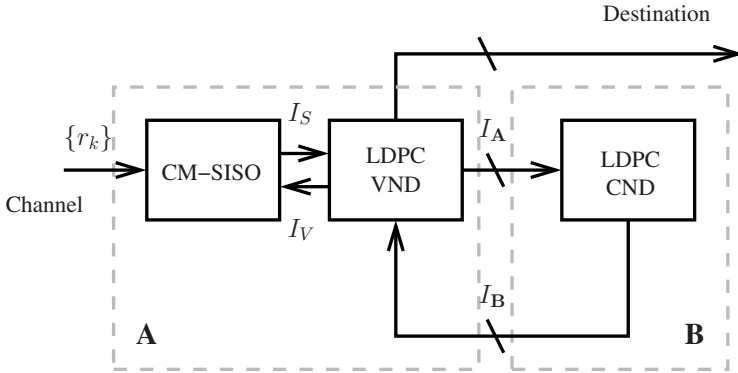 Destination
{r_k}
Channel
CM−SISO
I_S
I_V
LDPC
VND
I_A
I_B
LDPC
CND
A
B